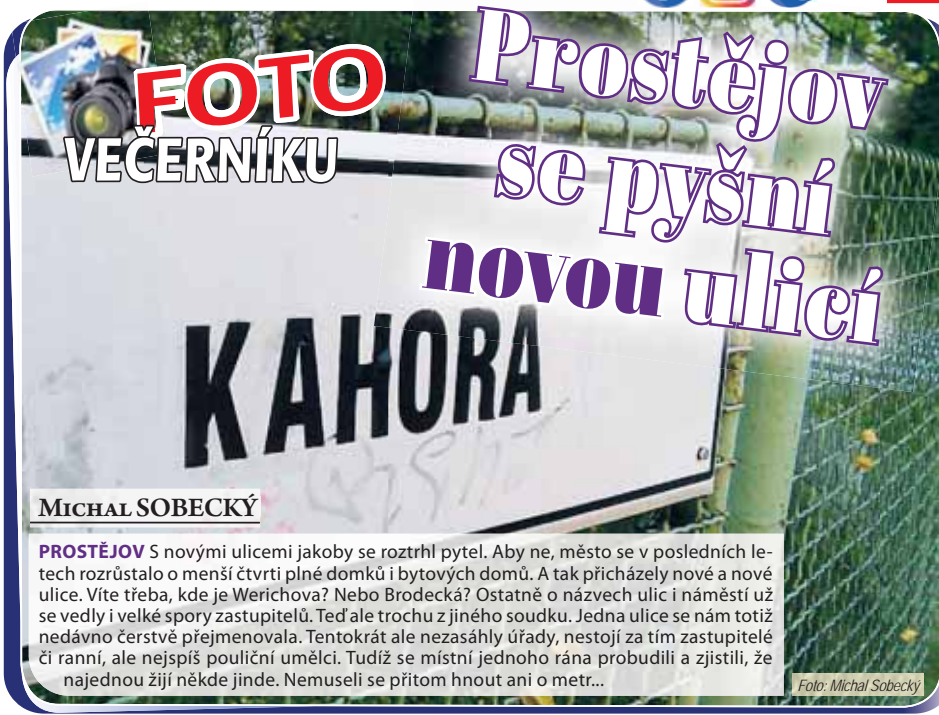 FOTO
VEČERNÍKU
Prostějov
se pyšní
novou ulicí
KAHORA
MICHAL SOBECKÝ
PROSTĚJOV S novými ulicemi jakoby se roztrhl pytel. Aby ne, město se v posledních le-
tech rozrůstalo o menší čtvrti plné domků i bytových domů. A tak přicházely nové a nové
ulice. Víte třeba, kde je Werichova? Nebo Brodecká? Ostatně o názvech ulic i náměstí už
se vedly i velké spory zastupitelů. Teď ale trochu z jiného soudku. Jedna ulice se nám totiž
nedávno čerstvě přejmenovala. Tentokrát ale nezasáhly úřady, nestojí za tím zastupitelé
či ranní, ale nejspíš pouliční umělci. Tudíž se místní jednoho rána probudili a zjistili, že
najednou žijí někde jinde. Nemuseli se přitom hnout ani o metr...
Foto: Michal Sobecký